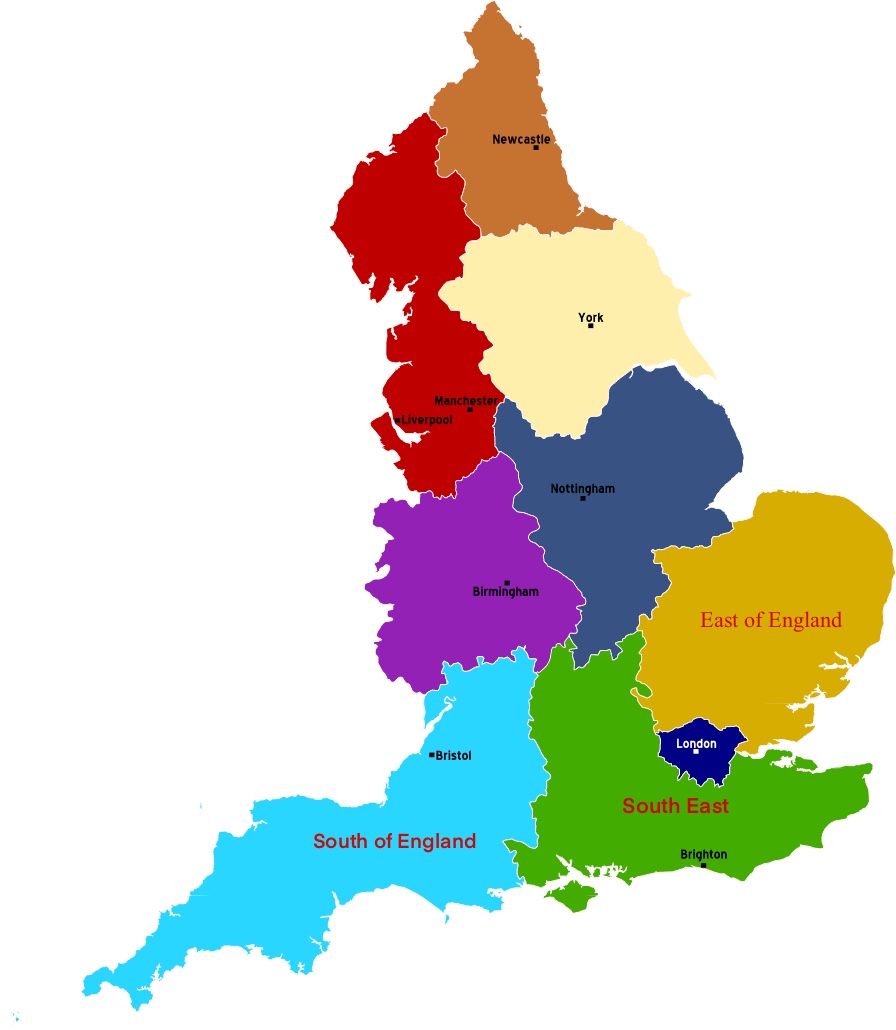 Newcastle
York
Manchester
Liverpool
Nottingham
Birmingham
East of England
London
Bristol
South East
South of England
Brighton